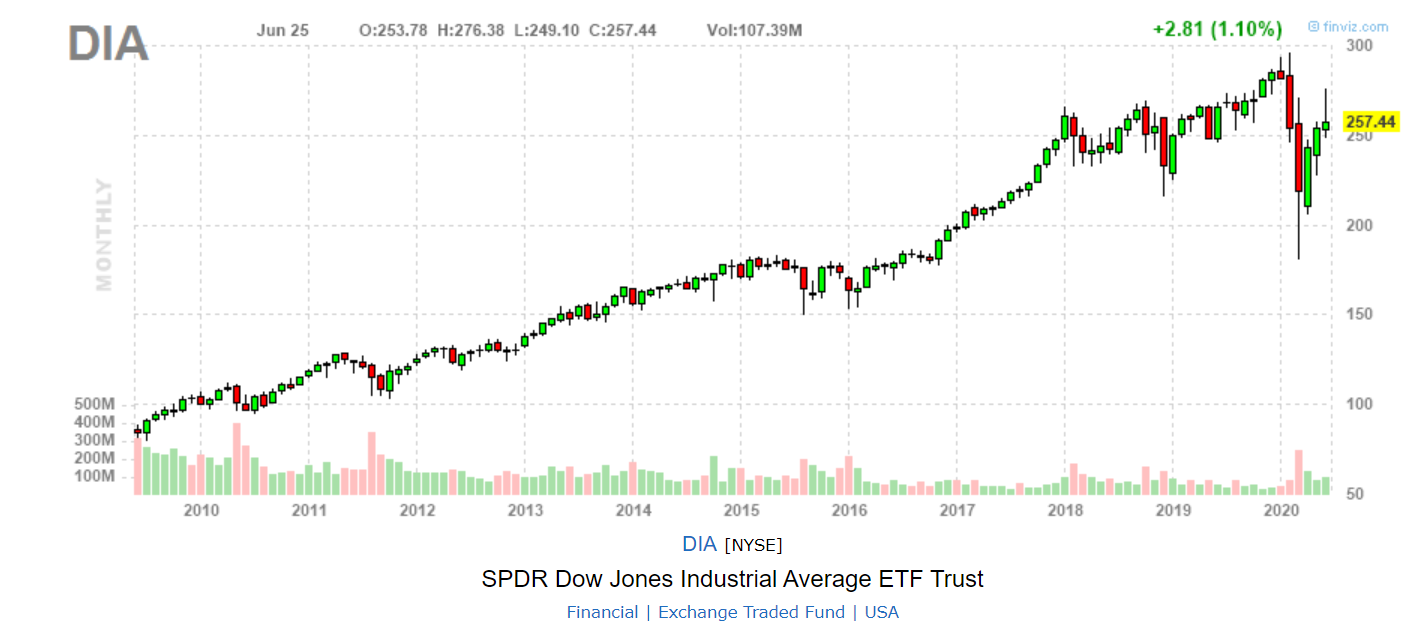 DIA Jun 25 O:253.78 H:276.38 L:249.10 C:257.44 Vol:107.39M +2.81 (1.10%) © finviz.com
300
257.44
250
200
MONTHLY
150
500M 100
400M
300M
200M
100M
50
2010 2011 2012 2013 2014 2015 2016 2017 2018 2019 2020
DIA [NYSE]
SPDR Dow Jones Industrial Average ETF Trust
Financial | Exchange Traded Fund | USA